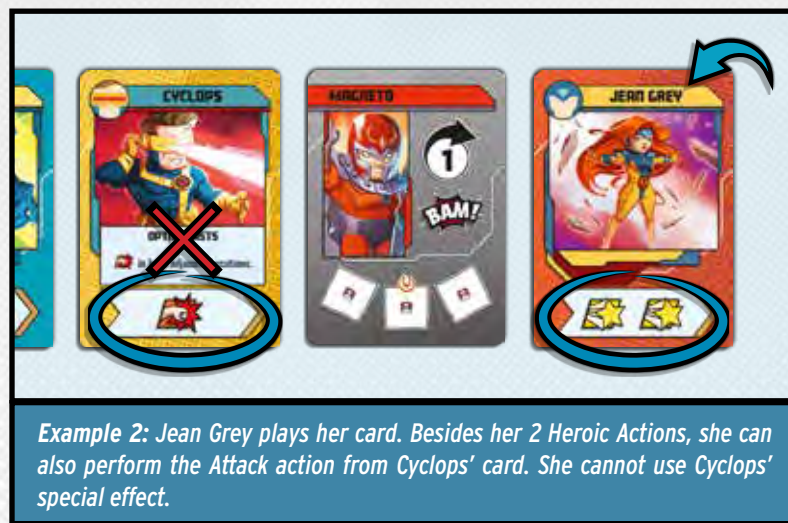 CYCLOPS
MAGNETO
JEAN GREY
1
BAM!
Example 2: Jean Grey plays her card. Besides her 2 Heroic Actions, she can
also perform the Attack action from Cyclops’ card. She cannot use Cyclops’
special effect.